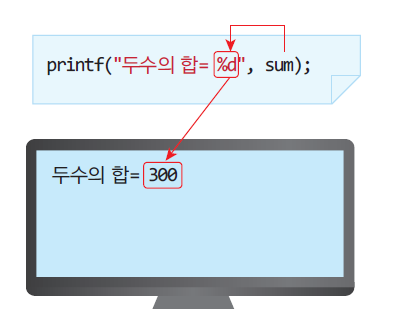 printf("두수의 합= %d", sum);
두수의 합= 300